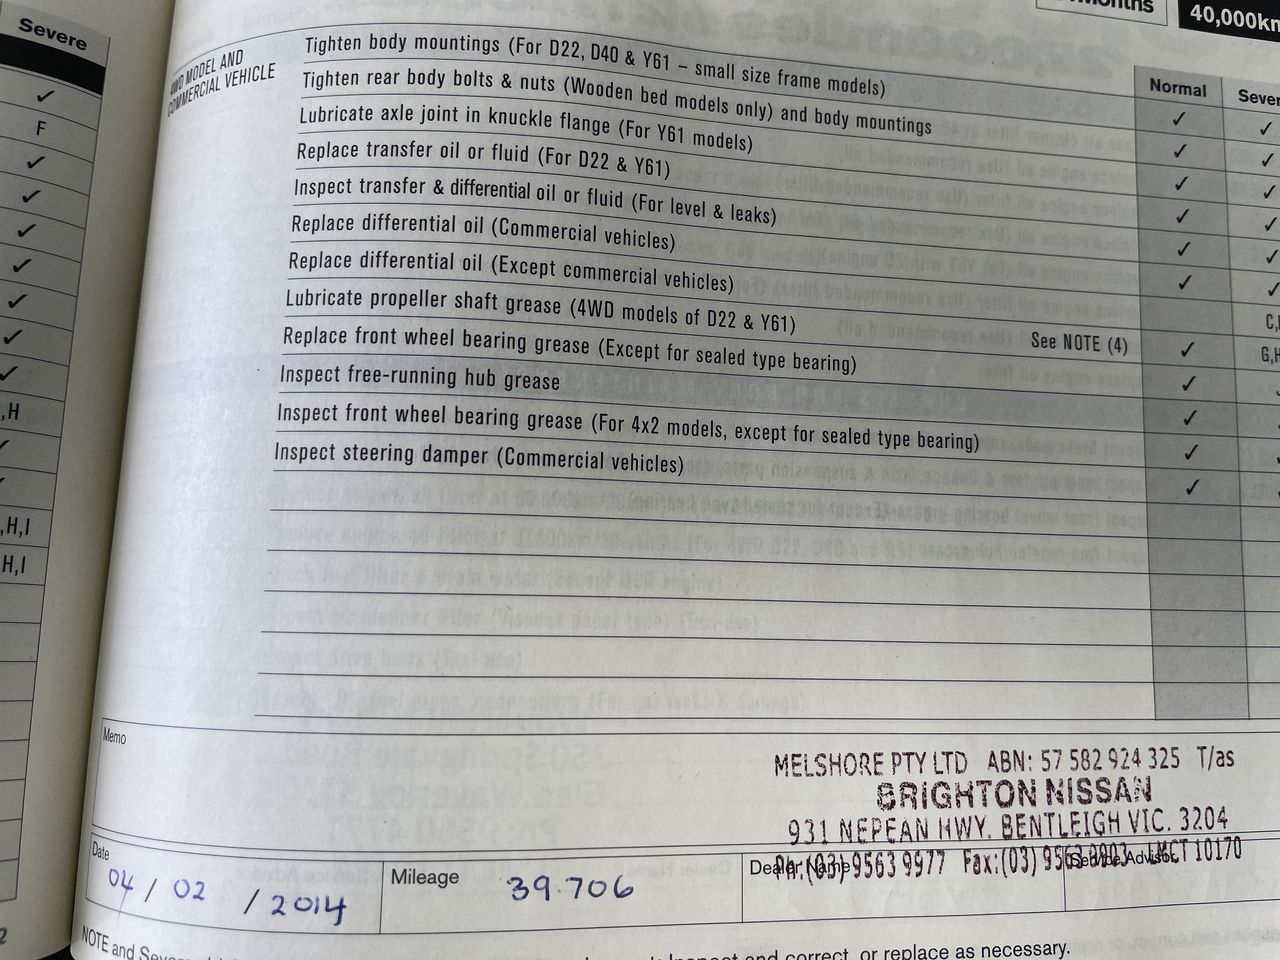 Months
40,000km
Severe
Normal
4WD MODEL AND
COMMERCIAL VEHICLE
Tighten body mountings (For D22, D40 & Y61 – small size frame models)
✓
Tighten rear body bolts & nuts (Wooden bed models only) and body mountings
✓
Lubricate axle joint in knuckle flange (For Y61 models)
✓
Replace transfer oil or fluid (For D22 & Y61)
✓
Inspect transfer & differential oil or fluid (For level & leaks)
✓
Replace differential oil (Commercial vehicles)
✓
Replace differential oil (Except commercial vehicles)
Lubricate propeller shaft grease (4WD models of D22 & Y61) See NOTE (4)
✓
Replace front wheel bearing grease (Except for sealed type bearing)
✓
Inspect free-running hub grease
✓
Inspect front wheel bearing grease (For 4x2 models, except for sealed type bearing)
✓
Inspect steering damper (Commercial vehicles)
✓
F
,H
,H,I
H,I
Memo
MELSHORE PTY LTD ABN: 57 582 924 325 T/as
BRIGHTON NISSAN
931 NEPEAN HWY. BENTLEIGH VIC. 3204
Ph:(03) 9563 9977 Fax:(03) LMCT 10170
Date
04 / 02 / 2014
Mileage
39.706
Dealer Name
Service Advisor
NOTE and
Inspect and correct, or replace as necessary.